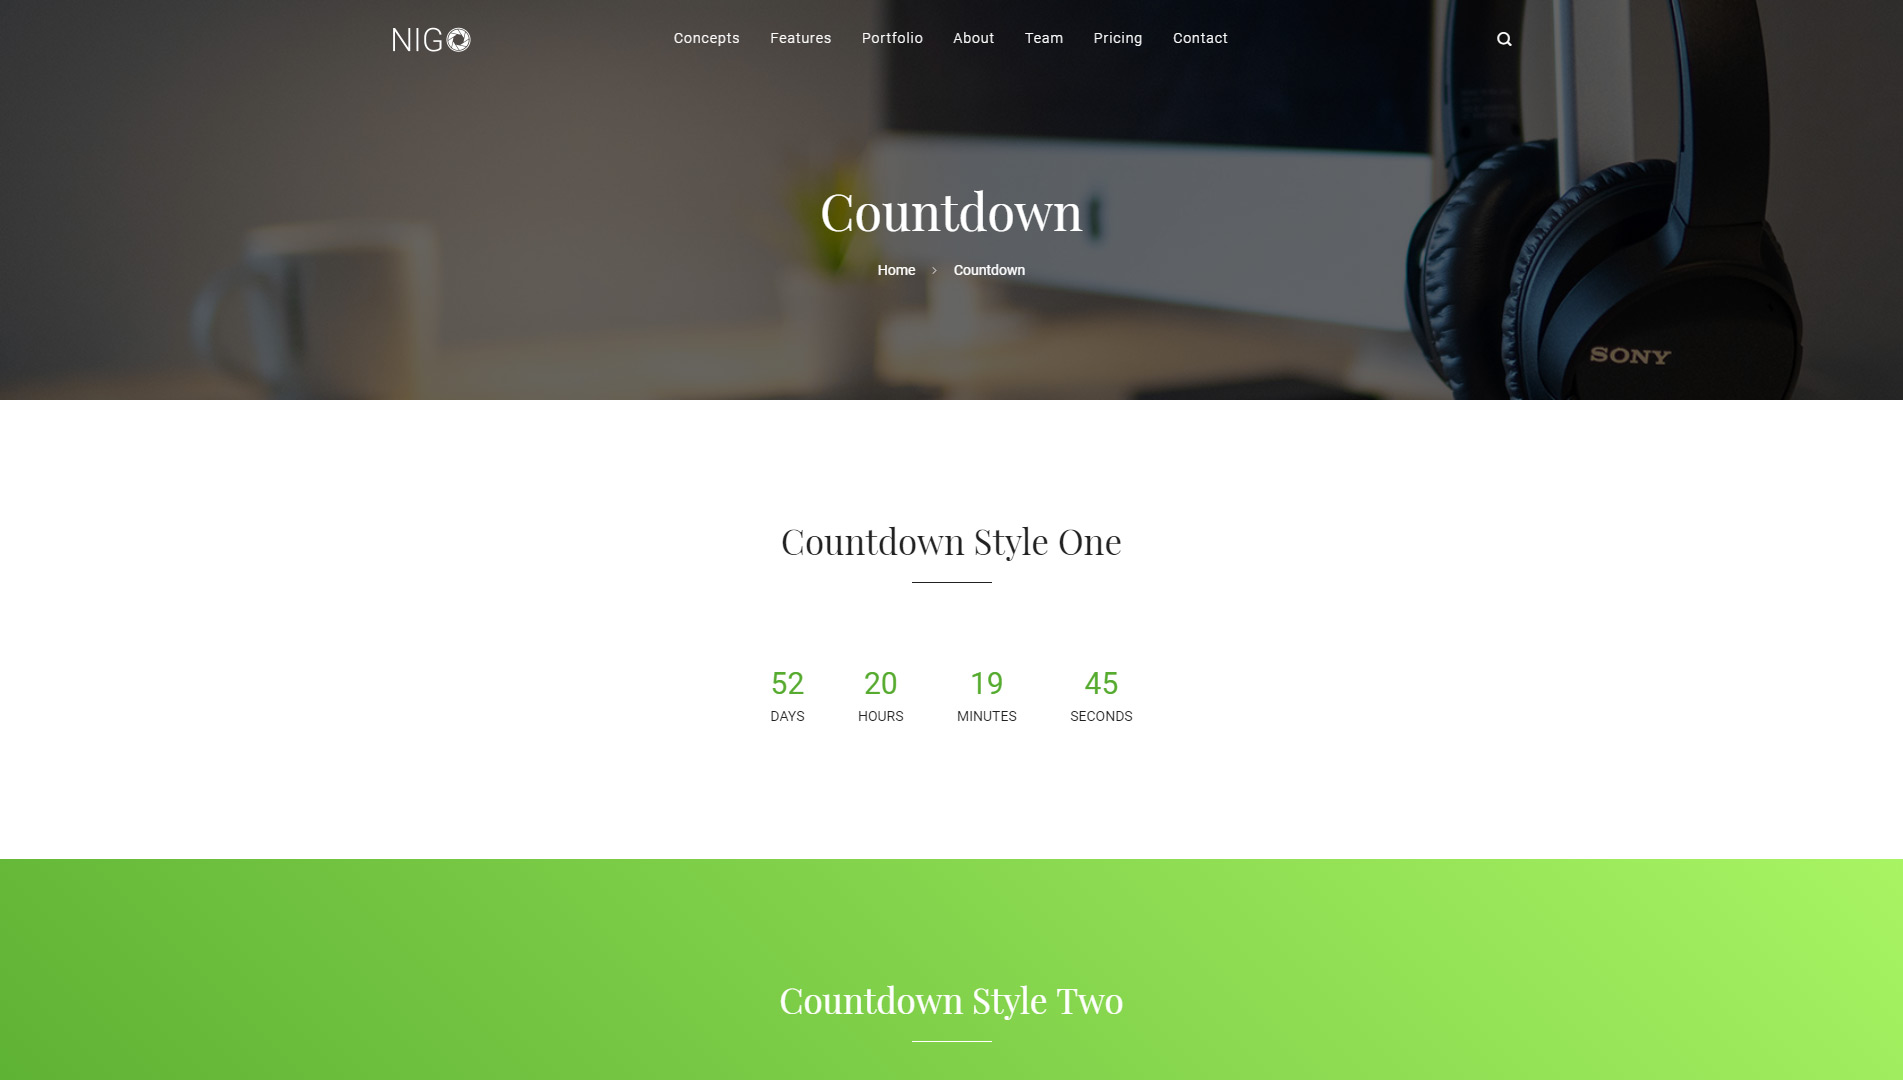 NIGO
Concepts Features Portfolio About Team Pricing Contact
Countdown
Home > Countdown
SONY
Countdown Style One
52 20 19 45
DAYS HOURS MINUTES SECONDS
Countdown Style Two